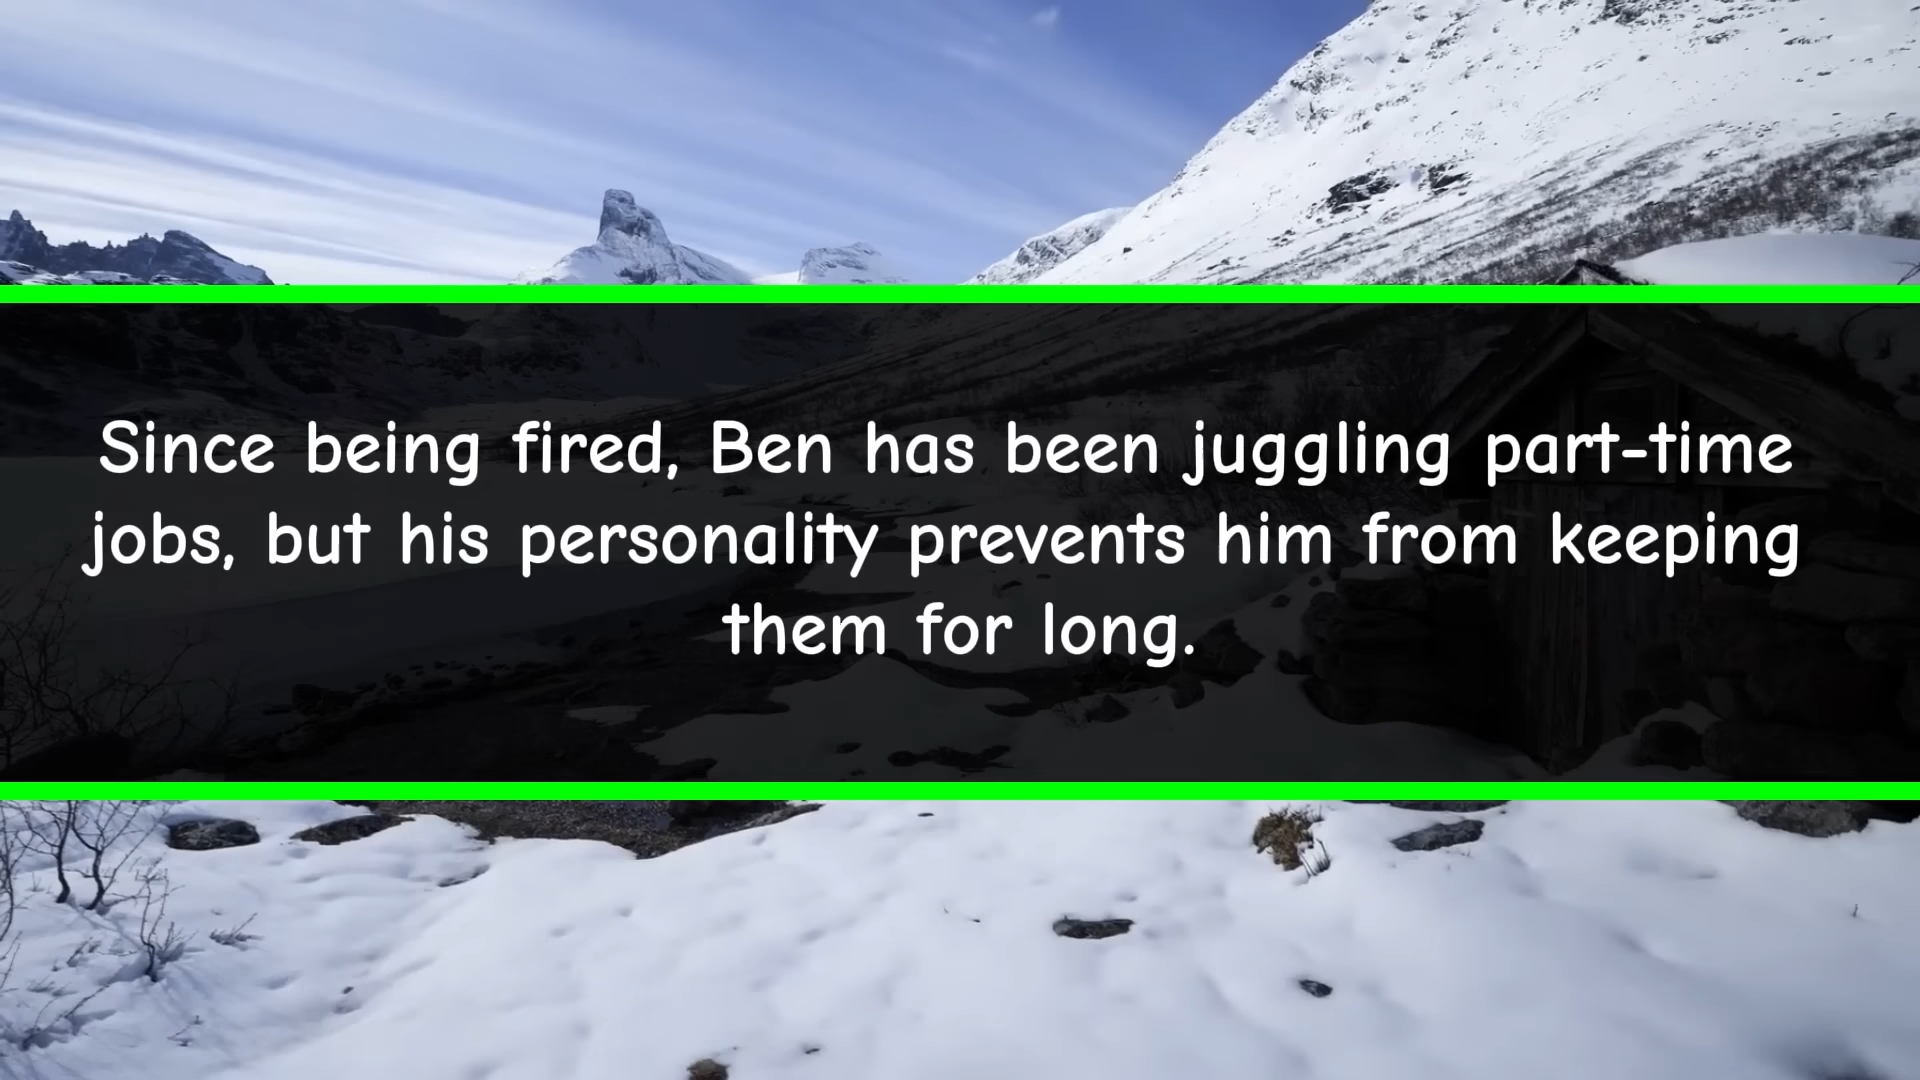 Since being fired, Ben has been juggling part-time
jobs, but his personality prevents him from keeping
them for long.